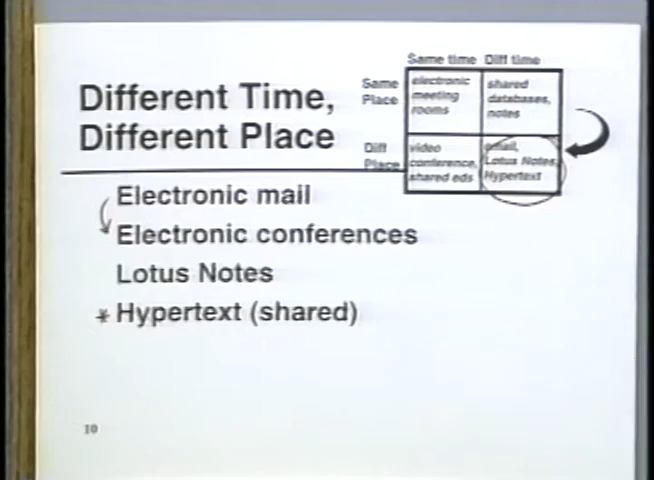 Same time Diff time
Different Time,
Different Place
Same
Place
electronic
meeting
rooms
shared
databases,
notes
Diff
Place
video
conference,
shared eds
email,
Lotus Notes,
Hypertext
Electronic mail
Electronic conferences
Lotus Notes
* Hypertext (shared)
10